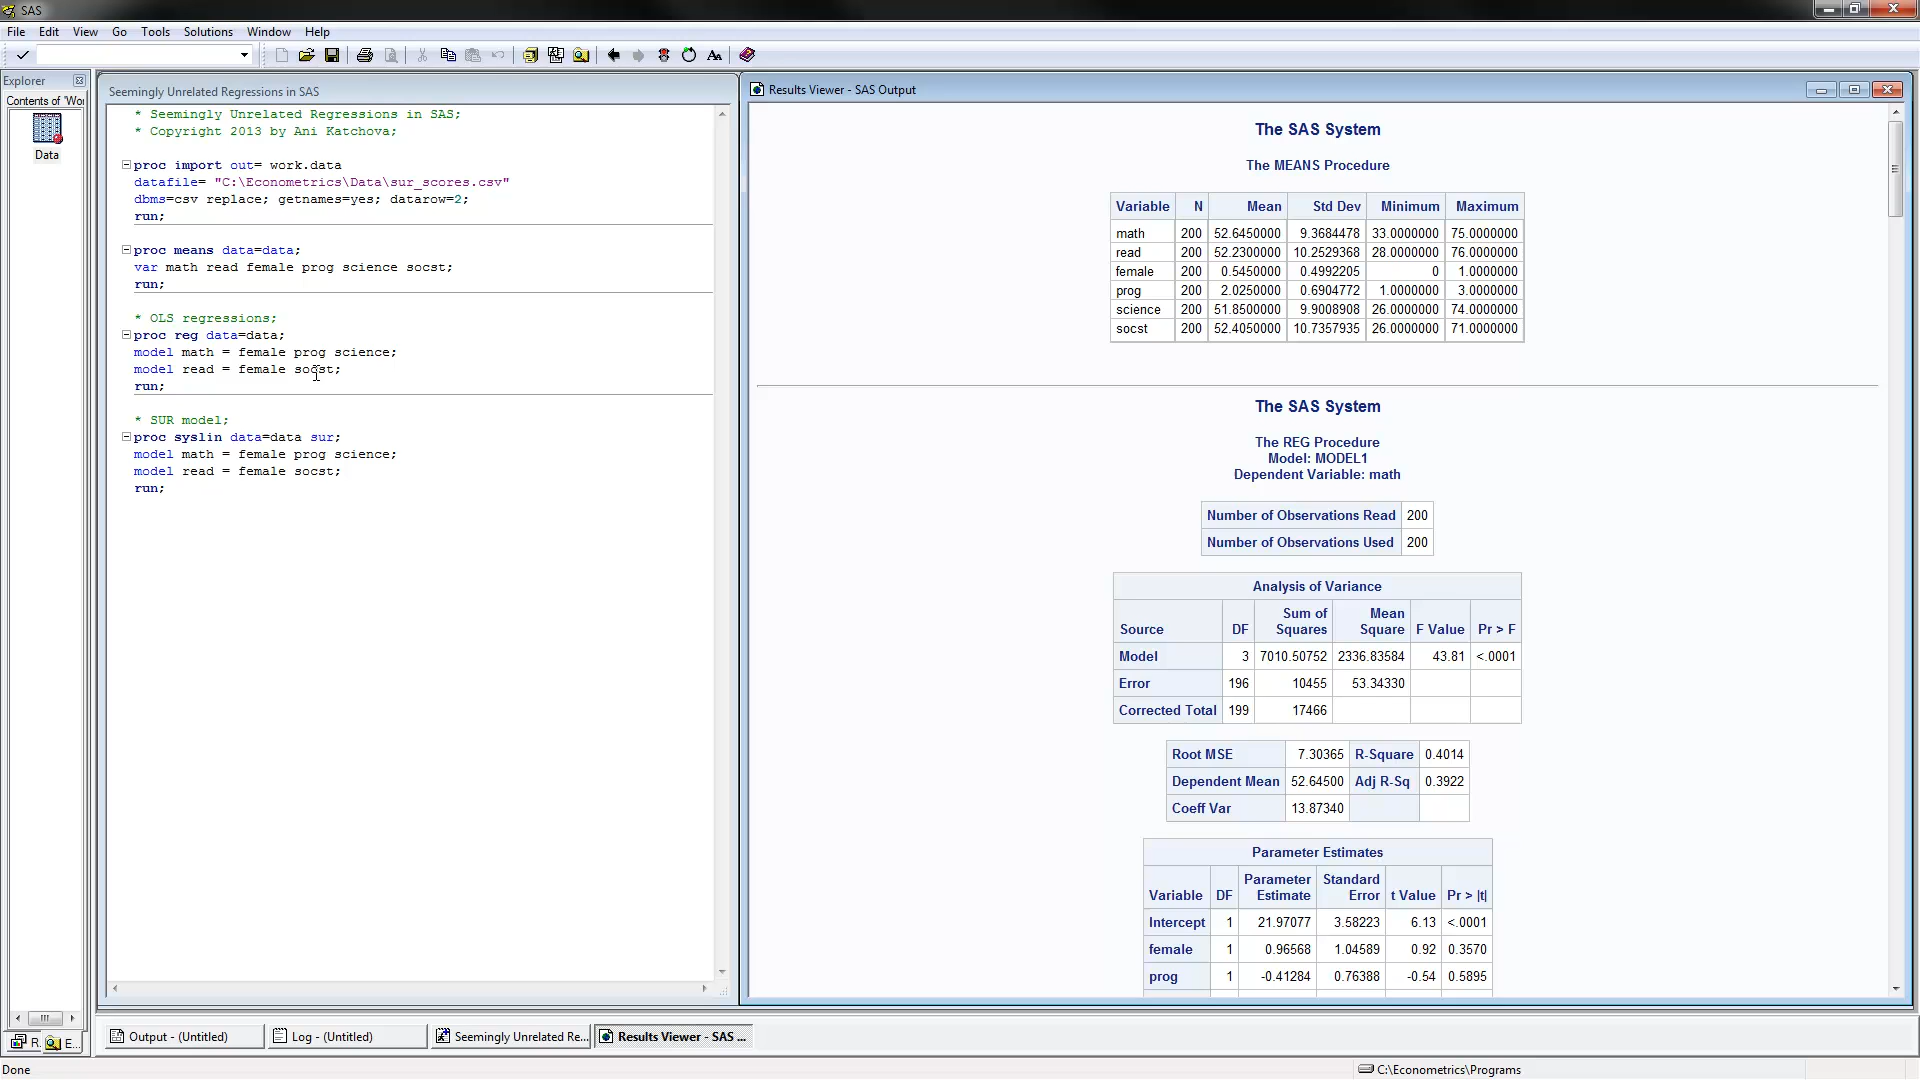 SAS
File Edit View Go Tools Solutions Window Help
Explorer
Contents of 'Wor
Data
Seemingly Unrelated Regressions in SAS
* Seemingly Unrelated Regressions in SAS;
* Copyright 2013 by Ani Katchova;
proc import out= work.data
datafile= "C:\Econometrics\Data\sur_scores.csv"
dbms=csv replace; getnames=yes; datarow=2;
run;
proc means data=data;
var math read female prog science socst;
run;
* OLS regressions;
proc reg data=data;
model math = female prog science;
model read = female socst;
run;
* SUR model;
proc syslin data=data sur;
model math = female prog science;
model read = female socst;
run;
Results Viewer - SAS Output
The SAS System
The MEANS Procedure
Variable N Mean Std Dev Minimum Maximum
math 200 52.6450000 9.3684478 33.0000000 75.0000000
read 200 52.2300000 10.2529368 28.0000000 76.0000000
female 200 0.5450000 0.4992205 0 1.0000000
prog 200 2.0250000 0.6904772 1.0000000 3.0000000
science 200 51.8500000 9.9008908 26.0000000 74.0000000
socst 200 52.4050000 10.7357935 26.0000000 71.0000000
The SAS System
The REG Procedure
Model: MODEL1
Dependent Variable: math
Number of Observations Read 200
Number of Observations Used 200
Analysis of Variance
Source DF Sum of Squares Mean Square F Value Pr > F
Model 3 7010.50752 2336.83584 43.81 <.0001
Error 196 10455 53.34330
Corrected Total 199 17466
Root MSE 7.30365 R-Square 0.4014
Dependent Mean 52.64500 Adj R-Sq 0.3922
Coeff Var 13.87340
Parameter Estimates
Variable DF Parameter Estimate Standard Error t Value Pr > |t|
Intercept 1 21.97077 3.58223 6.13 <.0001
female 1 0.96568 1.04589 0.92 0.3570
prog 1 -0.41284 0.76388 -0.54 0.5895
R. E...
Output - (Untitled) Log - (Untitled) Seemingly Unrelated Re... Results Viewer - SAS ...
Done
C:\Econometrics\Programs